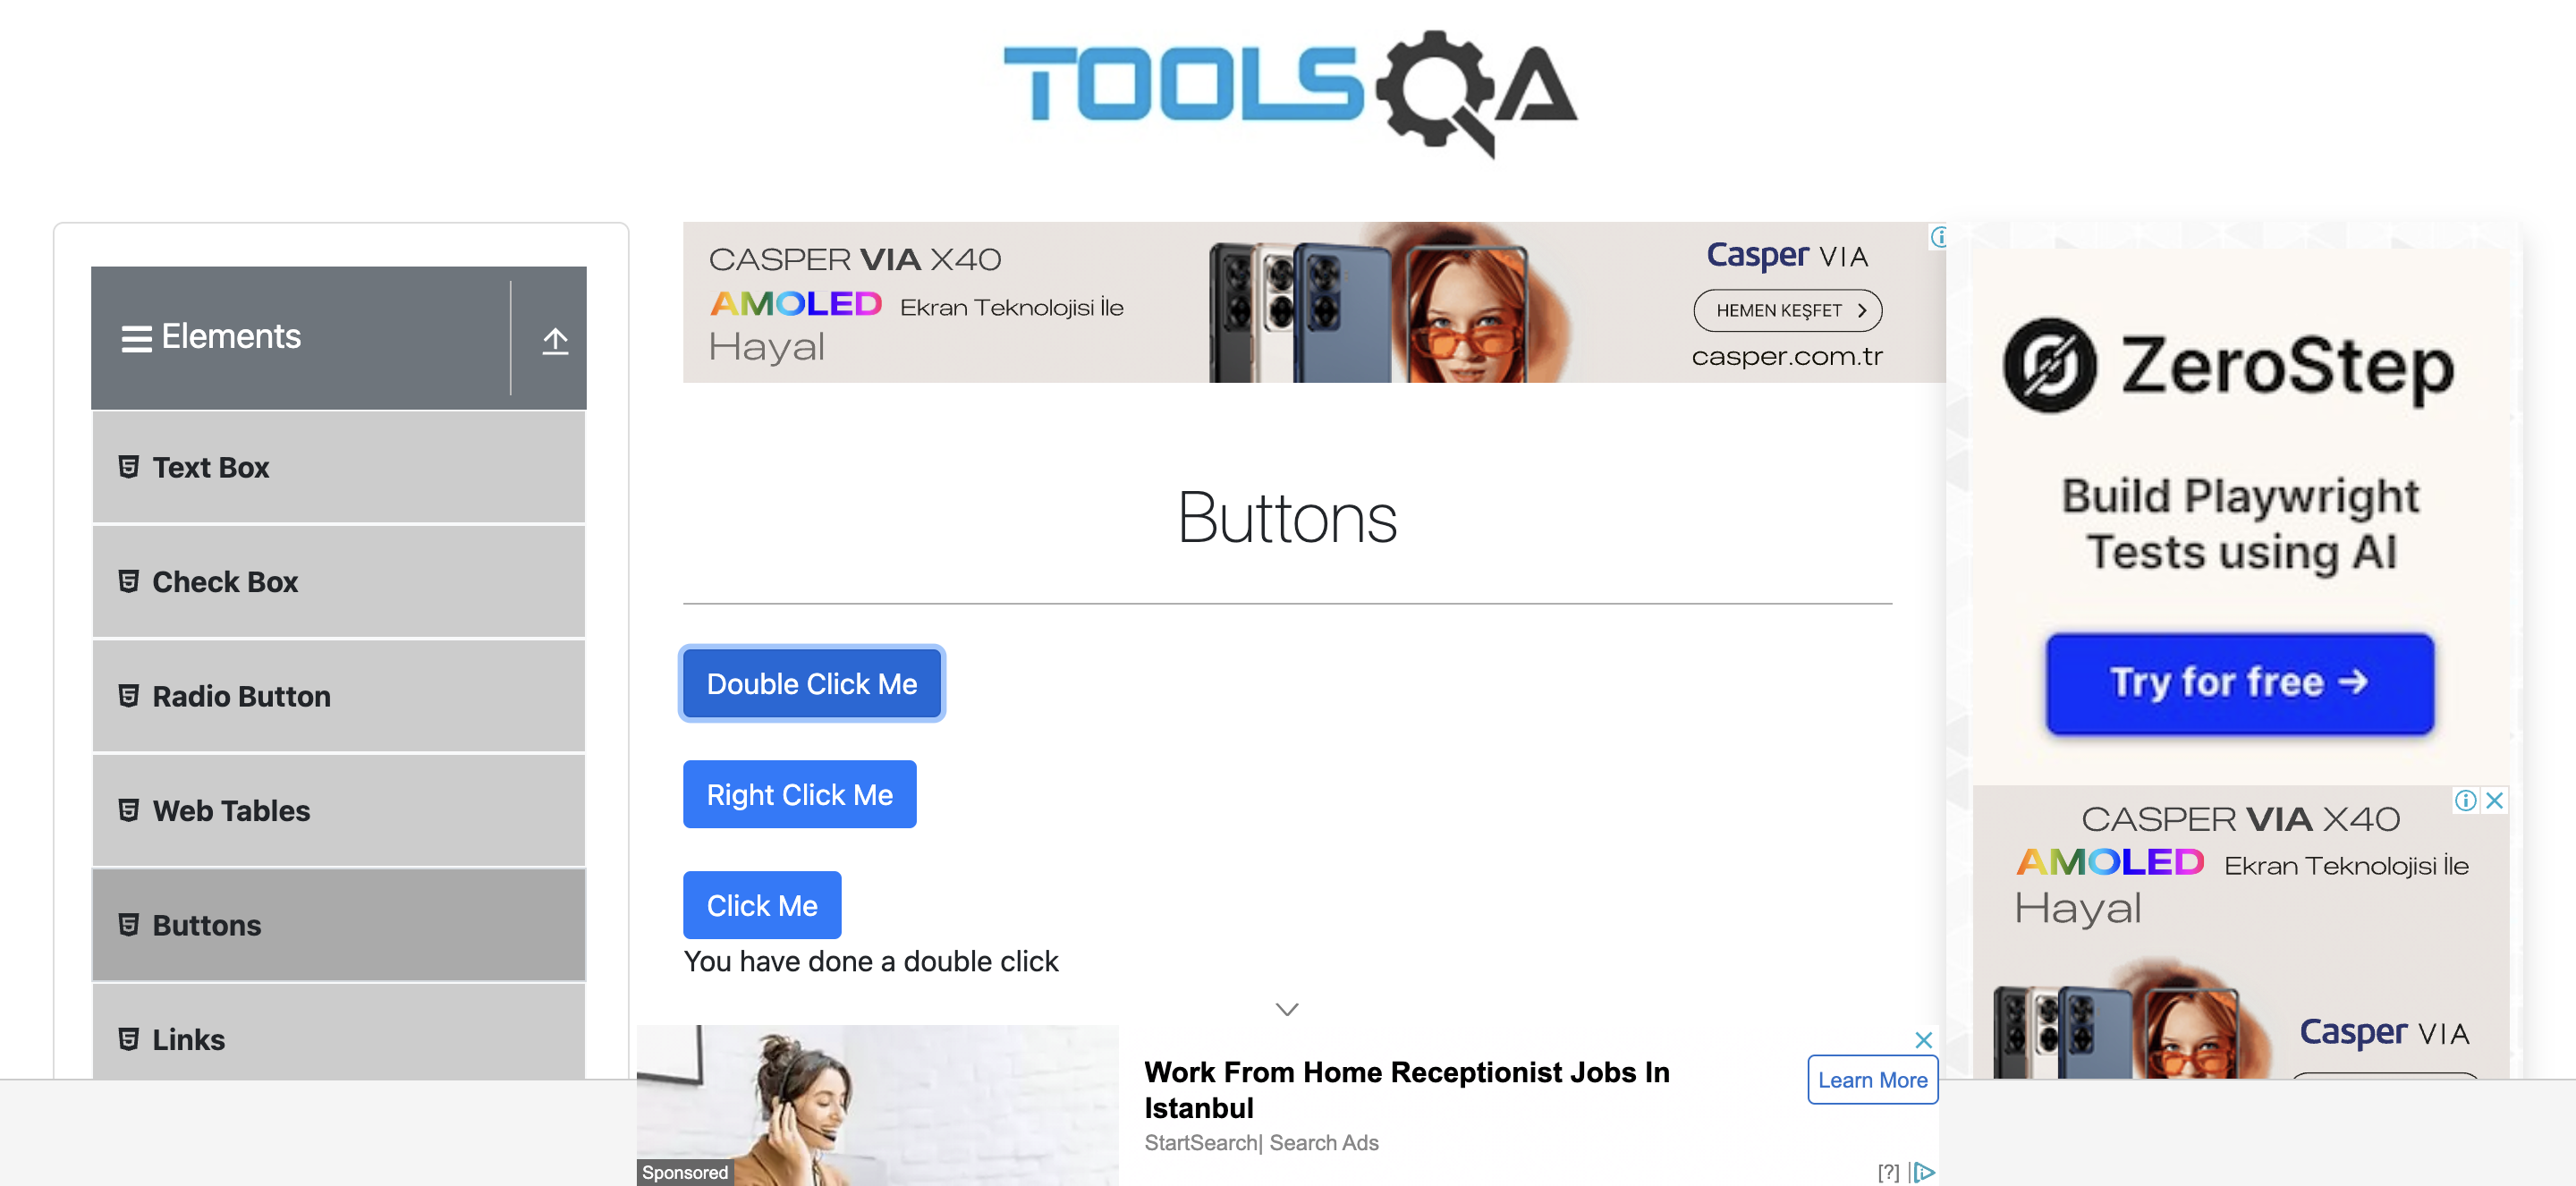 TOOLSQA
Elements
Text Box
Check Box
Radio Button
Web Tables
Buttons
Links
CASPER VIA X40
AMOLED Ekran Teknolojisi İle
Hayal
Casper VIA
HEMEN KEŞFET
casper.com.tr
Buttons
Double Click Me
Right Click Me
Click Me
You have done a double click
Sponsored
Work From Home Receptionist Jobs In
Istanbul
StartSearch| Search Ads
Learn More
[?]
ZeroStep
Build Playwright
Tests using AI
Try for free →
CASPER VIA X40
AMOLED Ekran Teknolojisi İle
Hayal
Casper VIA